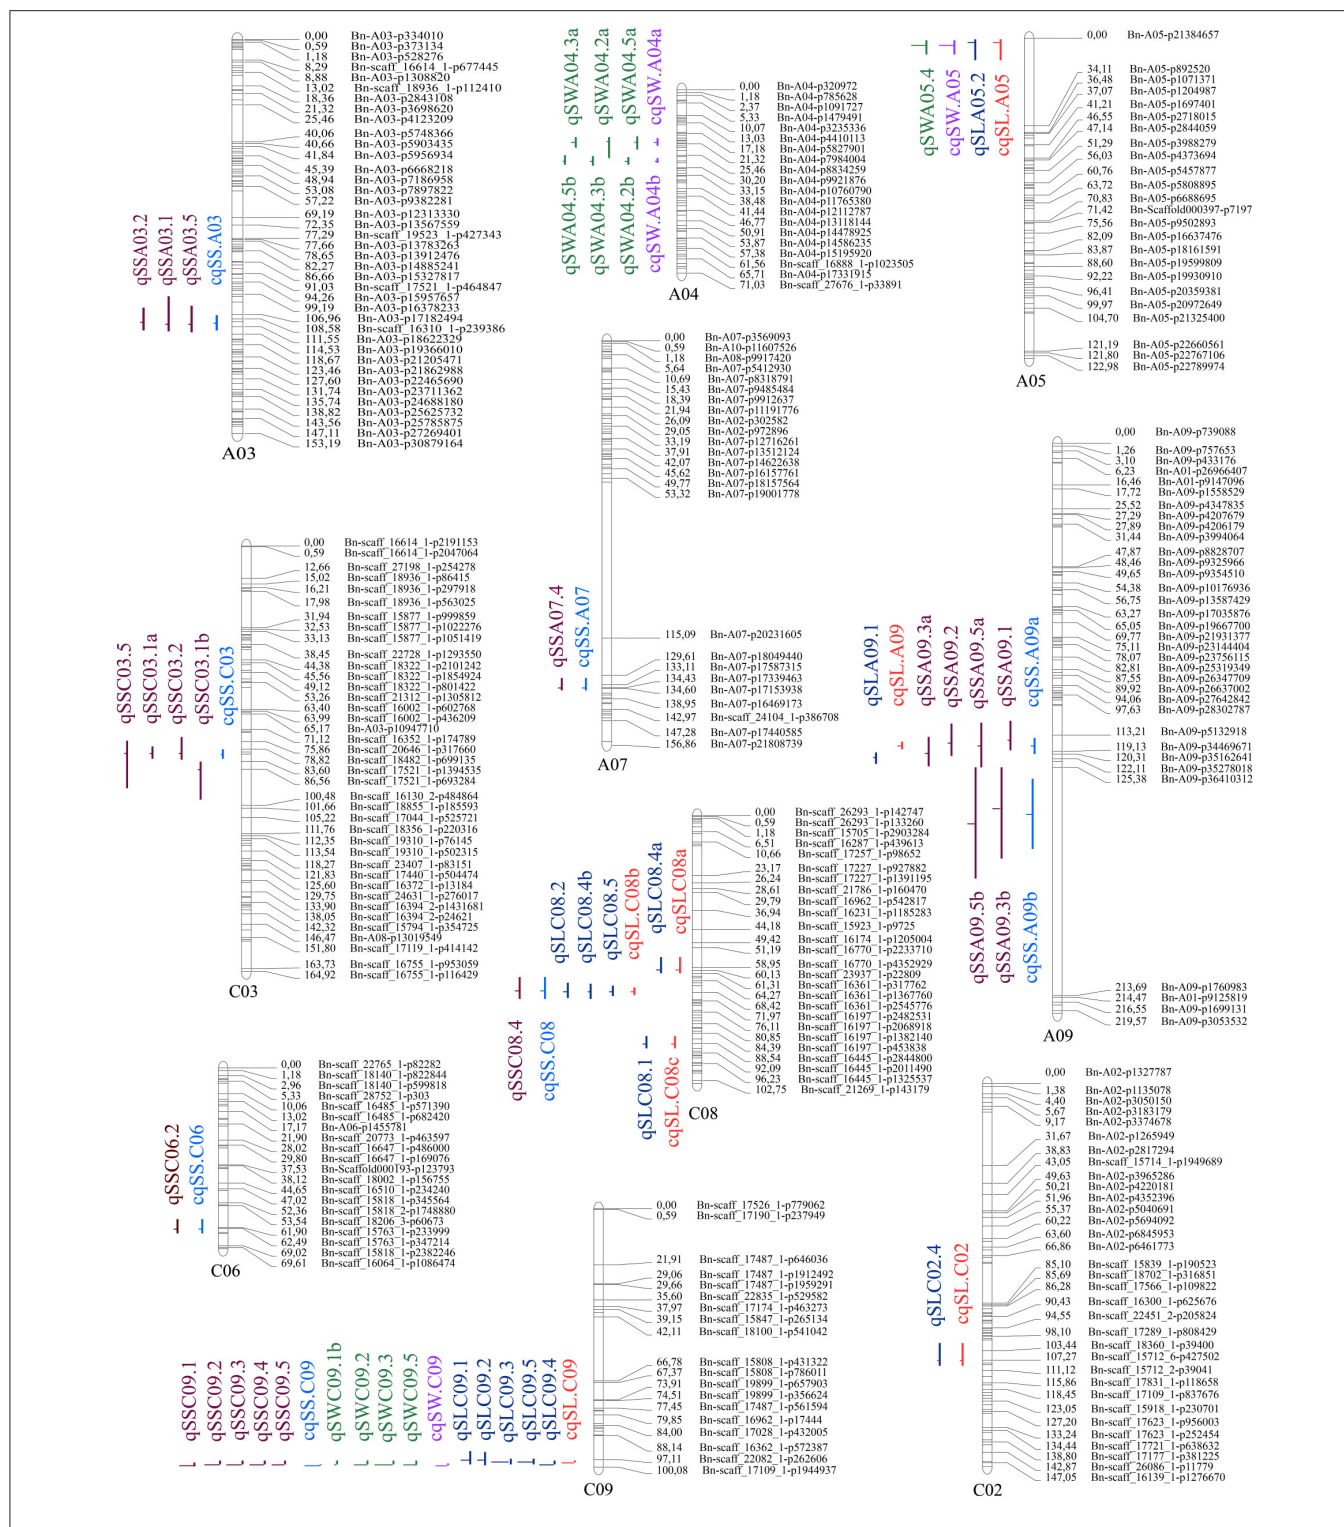 qSSA03.2
qSSA03.1
qSSA03.5
cqSS.A03
0,00 Bn-A03-p334010
0,59 Bn-A03-p373134
1,18 Bn-A03-p528276
8,29 Bn-scaff_16614_1-p677445
8,88 Bn-A03-p1308820
13,02 Bn-scaff_18936_1-p112410
18,36 Bn-A03-p2843108
21,32 Bn-A03-p3698620
25,46 Bn-A03-p4123209
40,06 Bn-A03-p5748366
40,66 Bn-A03-p5903435
41,84 Bn-A03-p5956934
45,39 Bn-A03-p6668218
48,94 Bn-A03-p7186958
53,08 Bn-A03-p7897822
57,22 Bn-A03-p9382281
69,19 Bn-A03-p12313330
72,35 Bn-A03-p13567559
77,29 Bn-scaff_19523_1-p427343
77,66 Bn-A03-p13783263
78,65 Bn-A03-p13912476
82,27 Bn-A03-p14885241
86,66 Bn-A03-p15327817
91,03 Bn-scaff_17521_1-p464847
94,26 Bn-A03-p15957657
99,19 Bn-A03-p16378233
106,96 Bn-A03-p17182494
108,58 Bn-scaff_16310_1-p239386
111,55 Bn-A03-p18622329
114,53 Bn-A03-p19366010
118,67 Bn-A03-p21205471
123,46 Bn-A03-p21862988
127,60 Bn-A03-p22465690
131,74 Bn-A03-p23711362
135,74 Bn-A03-p24688180
138,82 Bn-A03-p25625732
143,56 Bn-A03-p25785875
147,11 Bn-A03-p27269401
153,19 Bn-A03-p30879164
A03
qSWA04.3a
qSWA04.2a
qSWA04.5a
cqSW.A04a
qSWA04.5b
qSWA04.3b
qSWA04.2b
cqSW.A04b
0,00 Bn-A04-p320972
1,18 Bn-A04-p785628
2,37 Bn-A04-p1091727
5,33 Bn-A04-p1479491
10,07 Bn-A04-p3235336
13,03 Bn-A04-p4410113
17,18 Bn-A04-p5827901
21,32 Bn-A04-p7984004
25,46 Bn-A04-p8834259
30,20 Bn-A04-p9921876
33,15 Bn-A04-p10760790
38,48 Bn-A04-p11765380
41,44 Bn-A04-p12112787
46,77 Bn-A04-p13118144
50,91 Bn-A04-p14478925
53,87 Bn-A04-p14586235
57,38 Bn-A04-p15195920
61,56 Bn-scaff_16888_1-p1023505
65,71 Bn-A04-p17331915
71,03 Bn-scaff_27676_1-p33891
A04
qSWA05.4
cqSW.A05
qSLA05.2
cqSL.A05
0,00 Bn-A05-p21384657
34,11 Bn-A05-p892520
36,48 Bn-A05-p1071371
37,07 Bn-A05-p1204987
41,21 Bn-A05-p1697401
46,55 Bn-A05-p2718015
47,14 Bn-A05-p2844059
51,29 Bn-A05-p3988279
56,03 Bn-A05-p4373694
60,76 Bn-A05-p5457877
63,72 Bn-A05-p5808895
70,83 Bn-A05-p6688695
71,42 Bn-Scaffold000397-p7197
75,56 Bn-A05-p9502893
82,09 Bn-A05-p16637476
83,87 Bn-A05-p18161591
88,60 Bn-A05-p19599809
92,22 Bn-A05-p19930910
96,41 Bn-A05-p20359381
99,97 Bn-A05-p20972649
104,70 Bn-A05-p21325400
121,19 Bn-A05-p22660561
121,80 Bn-A05-p22767106
122,98 Bn-A05-p22789974
A05
qSSA07.4
cqSS.A07
0,00 Bn-A07-p3569093
0,59 Bn-A10-p11607526
1,18 Bn-A08-p9917420
5,64 Bn-A07-p5412930
10,69 Bn-A07-p8318791
15,43 Bn-A07-p9485484
18,39 Bn-A07-p9912637
21,94 Bn-A07-p11191776
26,09 Bn-A02-p302582
29,05 Bn-A02-p972896
33,19 Bn-A07-p12716261
37,91 Bn-A07-p13512124
42,07 Bn-A07-p14622638
45,62 Bn-A07-p16157761
49,77 Bn-A07-p18157564
53,32 Bn-A07-p19001778
115,09 Bn-A07-p20231605
129,61 Bn-A07-p18049440
133,11 Bn-A07-p17587315
134,43 Bn-A07-p17339463
134,60 Bn-A07-p17153938
138,95 Bn-A07-p16469173
142,97 Bn-scaff_24104_1-p386708
147,28 Bn-A07-p17440585
156,86 Bn-A07-p21808739
A07
qSLA09.1
cqSL.A09
qSSA09.3a
qSSA09.2
qSSA09.5a
qSSA09.1
cqSS.A09a
qSSA09.5b
qSSA09.3b
cqSS.A09b
0,00 Bn-A09-p739088
1,26 Bn-A09-p757653
3,10 Bn-A09-p433176
6,23 Bn-A01-p26966407
16,46 Bn-A01-p9147096
17,72 Bn-A09-p1558529
25,52 Bn-A09-p4347835
27,29 Bn-A09-p4207679
27,89 Bn-A09-p4206179
31,44 Bn-A09-p3994064
47,87 Bn-A09-p8828707
48,46 Bn-A09-p9325966
49,65 Bn-A09-p9354510
54,38 Bn-A09-p10176936
56,75 Bn-A09-p13587429
63,27 Bn-A09-p17035876
65,05 Bn-A09-p19667700
69,77 Bn-A09-p21931377
75,11 Bn-A09-p23144404
78,07 Bn-A09-p23756115
82,81 Bn-A09-p25319349
87,55 Bn-A09-p26347709
89,92 Bn-A09-p26637002
94,06 Bn-A09-p27642842
97,63 Bn-A09-p28302787
113,21 Bn-A09-p5132918
119,13 Bn-A09-p34469671
120,31 Bn-A09-p35162641
122,11 Bn-A09-p35278018
125,38 Bn-A09-p36410312
213,69 Bn-A09-p1760983
214,47 Bn-A01-p9125819
216,55 Bn-A09-p1699131
219,57 Bn-A09-p3053532
A09
qSSC03.5
qSSC03.1a
qSSC03.2
qSSC03.1b
cqSS.C03
0,00 Bn-scaff_16614_1-p2191153
0,59 Bn-scaff_16614_1-p2047064
12,66 Bn-scaff_27198_1-p254278
15,02 Bn-scaff_18936_1-p86415
16,21 Bn-scaff_18936_1-p297918
17,98 Bn-scaff_18936_1-p563025
31,94 Bn-scaff_15877_1-p999859
32,53 Bn-scaff_15877_1-p1022276
33,13 Bn-scaff_15877_1-p1051419
38,45 Bn-scaff_22728_1-p1293550
44,38 Bn-scaff_18322_1-p2101242
45,56 Bn-scaff_18322_1-p1854924
49,12 Bn-scaff_18322_1-p801422
53,26 Bn-scaff_21312_1-p1305812
63,40 Bn-scaff_16002_1-p602768
63,99 Bn-scaff_16002_1-p436209
65,17 Bn-A03-p10947710
71,12 Bn-scaff_16352_1-p174789
75,86 Bn-scaff_20646_1-p317660
78,82 Bn-scaff_18482_1-p699135
83,60 Bn-scaff_17521_1-p1394535
86,56 Bn-scaff_17521_1-p693284
100,48 Bn-scaff_16130_2-p484864
101,66 Bn-scaff_18855_1-p185593
105,22 Bn-scaff_17044_1-p525721
111,76 Bn-scaff_18356_1-p220316
112,35 Bn-scaff_19310_1-p76145
113,54 Bn-scaff_19310_1-p502315
118,27 Bn-scaff_23407_1-p83151
121,83 Bn-scaff_17440_1-p504474
125,60 Bn-scaff_16372_1-p13184
129,75 Bn-scaff_24631_1-p276017
133,90 Bn-scaff_16394_2-p1431681
138,05 Bn-scaff_16394_2-p24621
142,32 Bn-scaff_15794_1-p354725
146,47 Bn-A08-p13019549
151,80 Bn-scaff_17119_1-p414142
163,73 Bn-scaff_16755_1-p953059
164,92 Bn-scaff_16755_1-p116429
C03
qSSC08.4
cqSS.C08
qSLC08.2
qSLC08.4b
qSLC08.5
cqSL.C08b
qSLC08.4a
cqSLC08a
qSLC08.1
cqSL.C08c
0,00 Bn-scaff_26293_1-p142747
0,59 Bn-scaff_26293_1-p133260
1,18 Bn-scaff_15705_1-p2903284
6,51 Bn-scaff_16287_1-p439613
10,66 Bn-scaff_17257_1-p98652
23,17 Bn-scaff_17227_1-p927882
26,24 Bn-scaff_17227_1-p1391195
28,61 Bn-scaff_21786_1-p160470
29,79 Bn-scaff_16962_1-p542817
36,94 Bn-scaff_16231_1-p1185283
44,18 Bn-scaff_15923_1-p9725
49,42 Bn-scaff_16174_1-p1205004
51,19 Bn-scaff_16770_1-p2233710
58,95 Bn-scaff_16770_1-p4352929
60,13 Bn-scaff_23937_1-p22809
61,31 Bn-scaff_16361_1-p317762
64,27 Bn-scaff_16361_1-p1367760
68,42 Bn-scaff_16361_1-p2545776
71,97 Bn-scaff_16197_1-p2482531
76,11 Bn-scaff_16197_1-p2068918
80,85 Bn-scaff_16197_1-p1382140
84,39 Bn-scaff_16197_1-p453838
88,54 Bn-scaff_16445_1-p2844800
92,09 Bn-scaff_16445_1-p2011490
96,23 Bn-scaff_16445_1-p1325537
102,75 Bn-scaff_21269_1-p143179
C08
qSSC06.2
cqSS.C06
0,00 Bn-scaff_22765_1-p82282
1,18 Bn-scaff_18140_1-p822844
2,96 Bn-scaff_18140_1-p599818
5,33 Bn-scaff_28752_1-p303
10,06 Bn-scaff_16485_1-p571390
13,02 Bn-scaff_16485_1-p682420
17,17 Bn-A06-p1455781
21,90 Bn-scaff_20773_1-p463597
28,02 Bn-scaff_16647_1-p486000
29,80 Bn-scaff_16647_1-p169076
37,53 Bn-Scaffold000193-p123793
38,12 Bn-scaff_18002_1-p156755
44,65 Bn-scaff_16510_1-p234240
47,02 Bn-scaff_15818_1-p345564
52,36 Bn-scaff_15818_2-p1748880
53,54 Bn-scaff_18206_3-p60673
61,90 Bn-scaff_15763_1-p233999
62,49 Bn-scaff_15763_1-p347214
69,02 Bn-scaff_15818_1-p2382246
69,61 Bn-scaff_16064_1-p1086474
C06
qSLC02.4
cqSL.C02
0,00 Bn-A02-p1327787
1,38 Bn-A02-p1135078
4,40 Bn-A02-p3050150
5,67 Bn-A02-p3183179
9,17 Bn-A02-p3374678
31,67 Bn-A02-p1265949
38,83 Bn-A02-p2817294
43,05 Bn-scaff_15714_1-p1949689
49,63 Bn-A02-p3965286
50,21 Bn-A02-p4220181
51,96 Bn-A02-p4352396
55,37 Bn-A02-p5040691
60,22 Bn-A02-p5694092
63,60 Bn-A02-p6845953
66,86 Bn-A02-p6461773
85,10 Bn-scaff_15839_1-p190523
85,69 Bn-scaff_18702_1-p316851
86,28 Bn-scaff_17566_1-p109822
90,43 Bn-scaff_16300_1-p625676
94,55 Bn-scaff_22451_2-p205824
98,10 Bn-scaff_17289_1-p808429
103,44 Bn-scaff_18360_1-p39400
107,27 Bn-scaff_15712_6-p427502
111,12 Bn-scaff_15712_2-p39041
115,86 Bn-scaff_17831_1-p118658
118,45 Bn-scaff_17109_1-p837676
123,05 Bn-scaff_15918_1-p230701
127,20 Bn-scaff_17623_1-p956003
133,24 Bn-scaff_17623_1-p252454
134,44 Bn-scaff_17721_1-p638632
138,80 Bn-scaff_17177_1-p381225
142,87 Bn-scaff_26086_1-p11779
147,05 Bn-scaff_16139_1-p1276670
C02
qSSC09.1
qSSC09.2
qSSC09.3
qSSC09.4
qSSC09.5
cqSS.C09
qSWC09.1b
qSWC09.2
qSWC09.3
qSWC09.5
cqSW.C09
qSLC09.1
qSLC09.2
qSLC09.3
qSLC09.5
qSLC09.4
cqSL.C09
0,00 Bn-scaff_17526_1-p779062
0,59 Bn-scaff_17190_1-p237949
21,91 Bn-scaff_17487_1-p646036
29,06 Bn-scaff_17487_1-p1912492
29,66 Bn-scaff_17487_1-p1959291
35,60 Bn-scaff_22835_1-p529582
37,97 Bn-scaff_17174_1-p463273
39,15 Bn-scaff_15847_1-p265134
42,11 Bn-scaff_18100_1-p541042
66,78 Bn-scaff_15808_1-p431322
67,37 Bn-scaff_15808_1-p786011
73,91 Bn-scaff_19899_1-p657903
74,51 Bn-scaff_19899_1-p356624
77,45 Bn-scaff_17487_1-p561594
79,85 Bn-scaff_16962_1-p17444
84,00 Bn-scaff_17028_1-p432005
88,14 Bn-scaff_16362_1-p572387
97,11 Bn-scaff_22082_1-p262606
100,08 Bn-scaff_17109_1-p1944937
C09